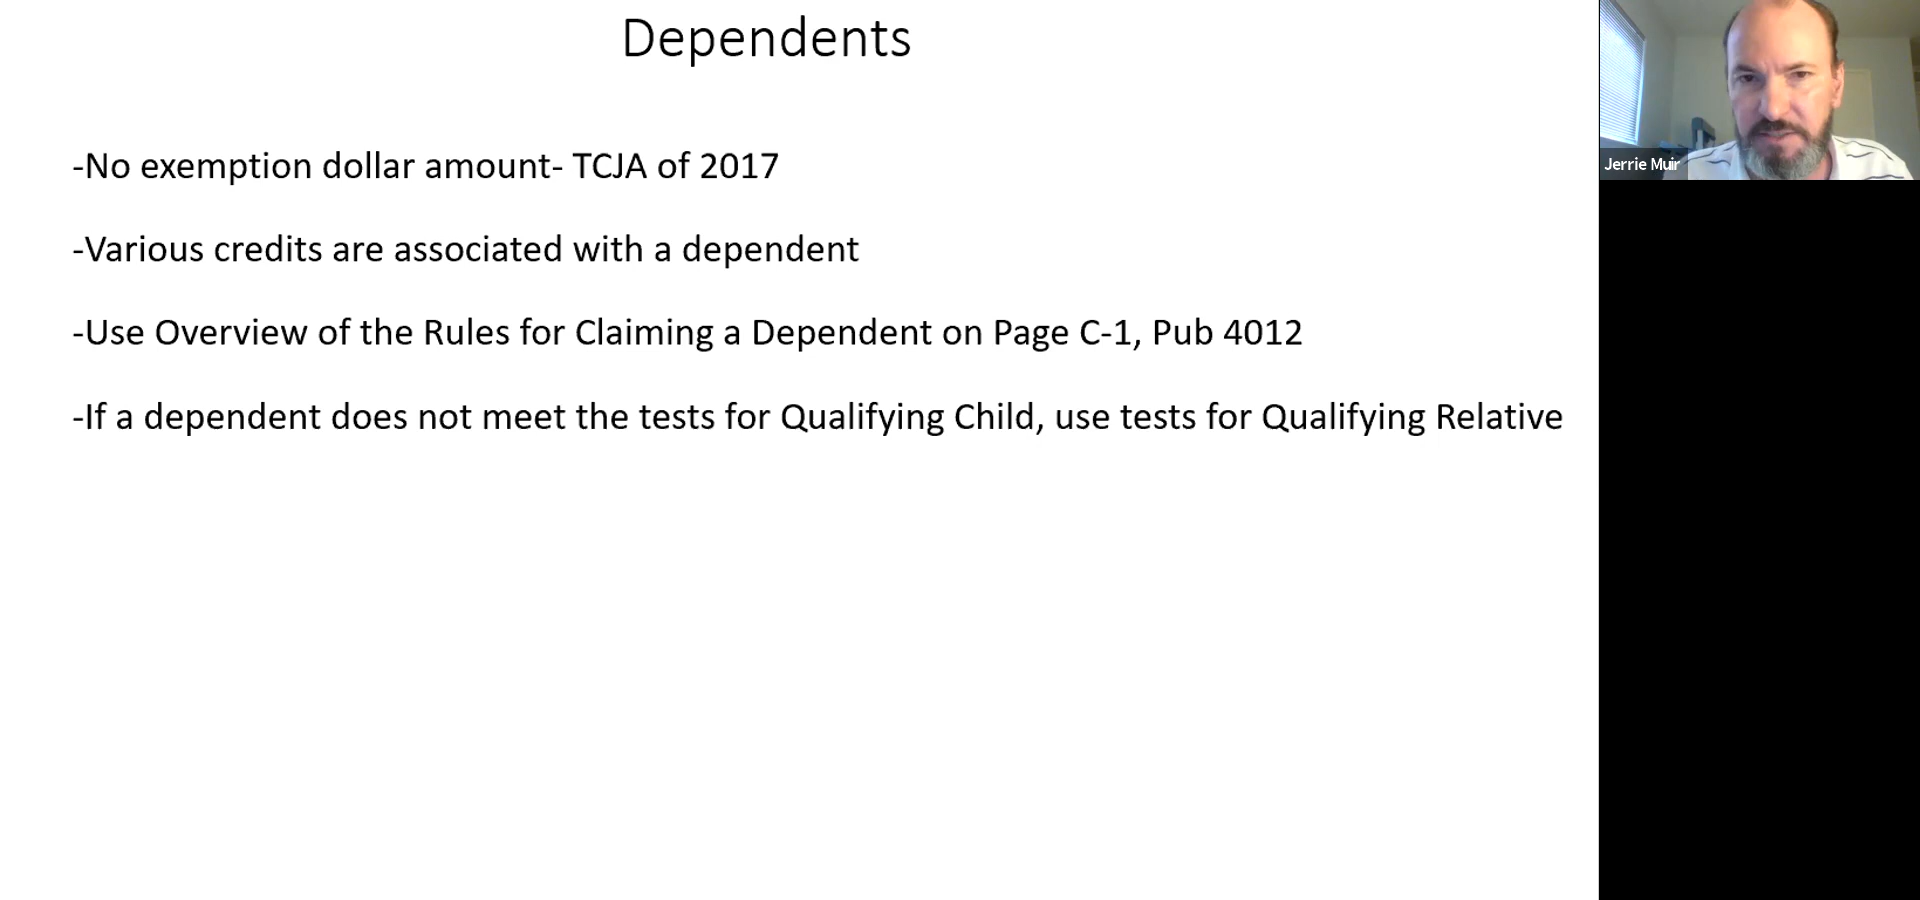 Dependents
-No exemption dollar amount- TCJA of 2017
-Various credits are associated with a dependent
-Use Overview of the Rules for Claiming a Dependent on Page C-1, Pub 4012
-If a dependent does not meet the tests for Qualifying Child, use tests for Qualifying Relative
Jerrie Muir